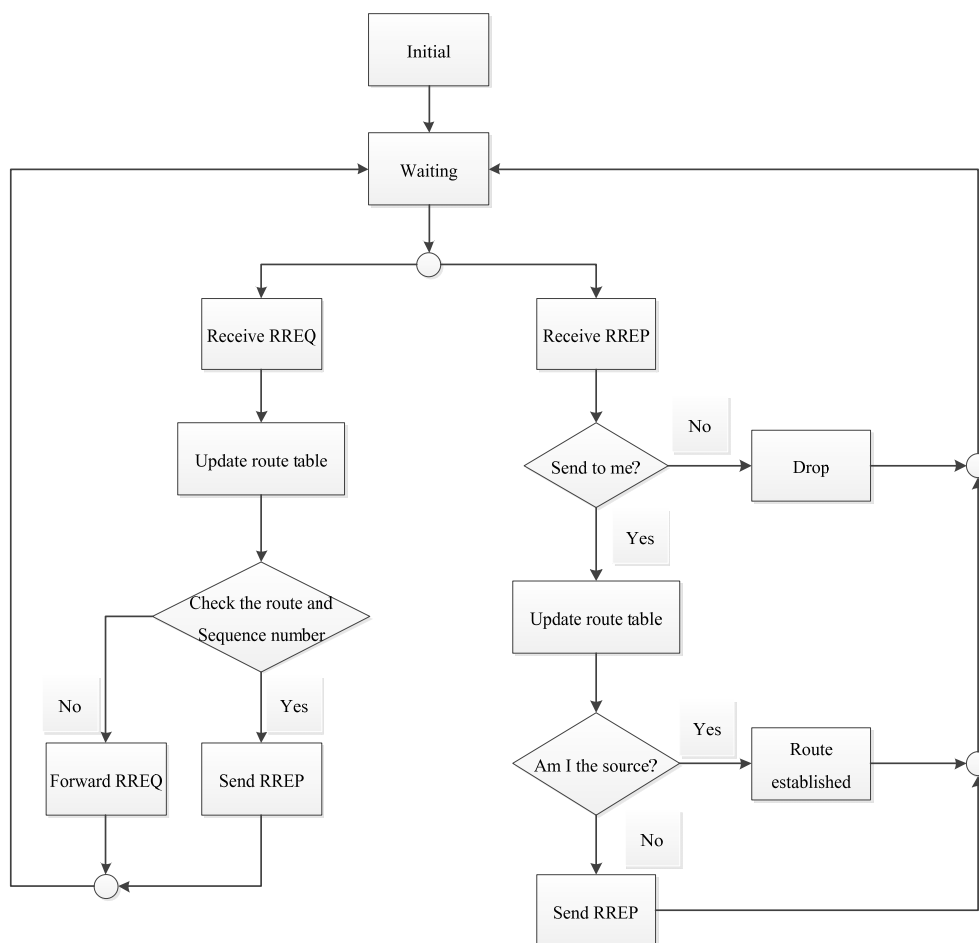 Initial
Waiting
Receive RREQ
Receive RREP
Update route table
No
Send to me?
Drop
Yes
Check the route and
Sequence number
Update route table
No
Yes
Yes
Am I the source?
Route
established
Forward RREQ
Send RREP
No
Send RREP